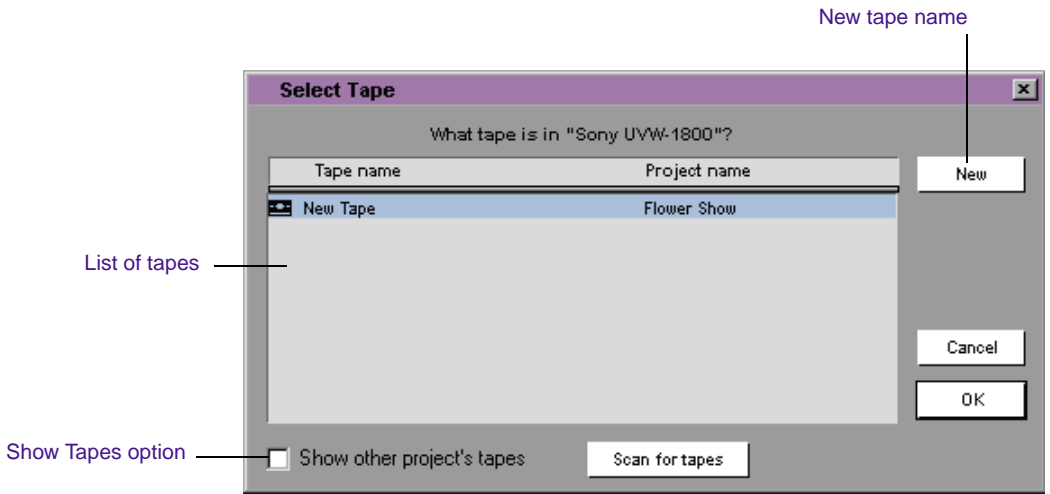 New tape name
Select Tape
What tape is in "Sony UVW-1800"?
Tape name Project name
New
New Tape Flower Show
List of tapes
Cancel
OK
Show Tapes option
Show other project's tapes
Scan for tapes